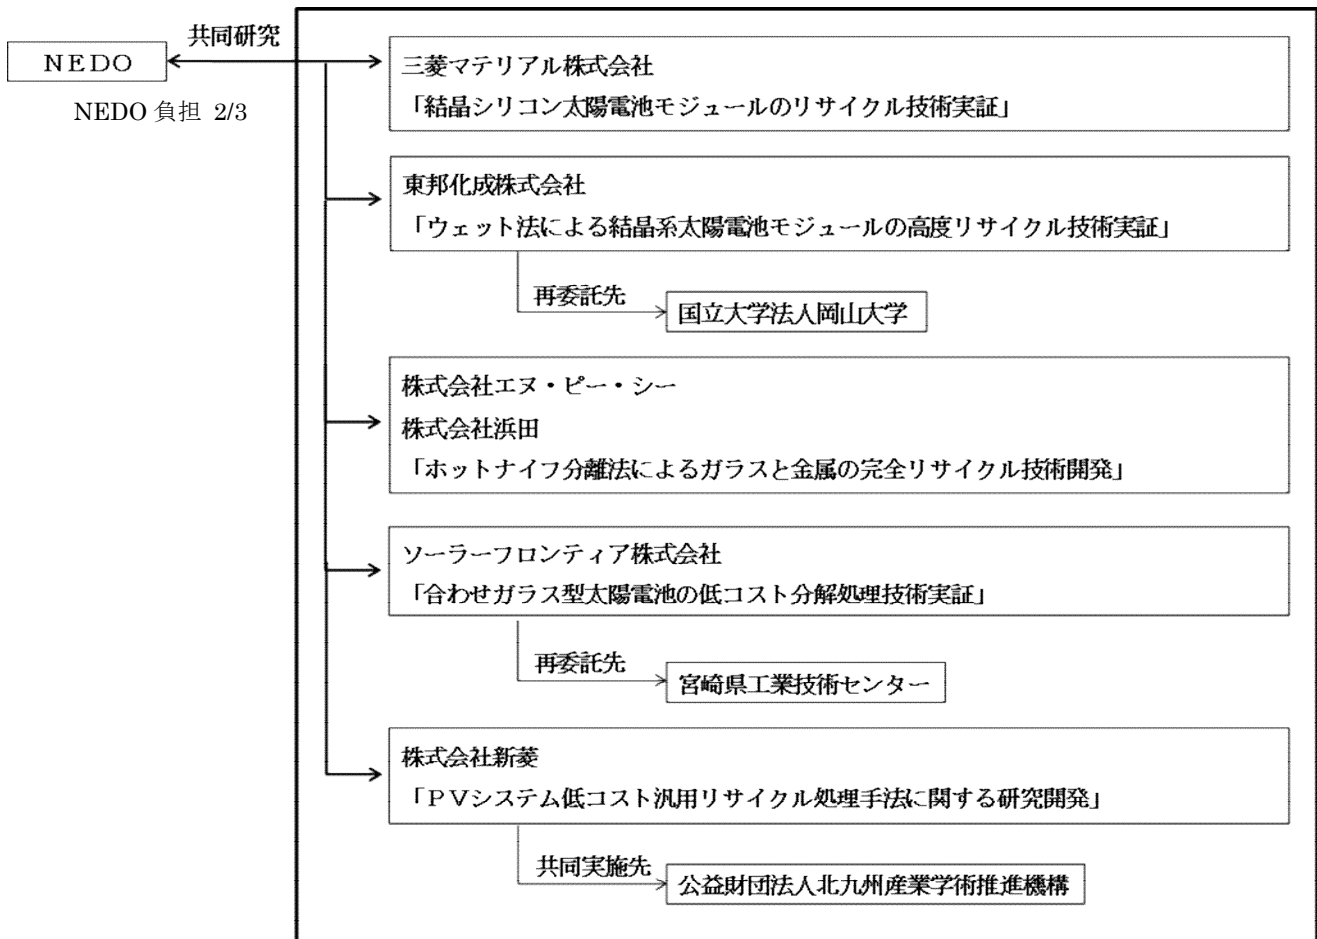 共同研究
ＮＥＤＯ
NEDO 負担 2/3
三菱マテリアル株式会社
「結晶シリコン太陽電池モジュールのリサイクル技術実証」
東邦化成株式会社
「ウェット法による結晶系太陽電池モジュールの高度リサイクル技術実証」
再委託先
国立大学法人岡山大学
株式会社エヌ・ピー・シー
株式会社浜田
「ホットナイフ分離法によるガラスと金属の完全リサイクル技術開発」
ソーラーフロンティア株式会社
「合わせガラス型太陽電池の低コスト分解処理技術実証」
再委託先
宮崎県工業技術センター
株式会社新菱
「ＰＶシステム低コスト汎用リサイクル処理手法に関する研究開発」
共同実施先
公益財団法人北九州産業学術推進機構